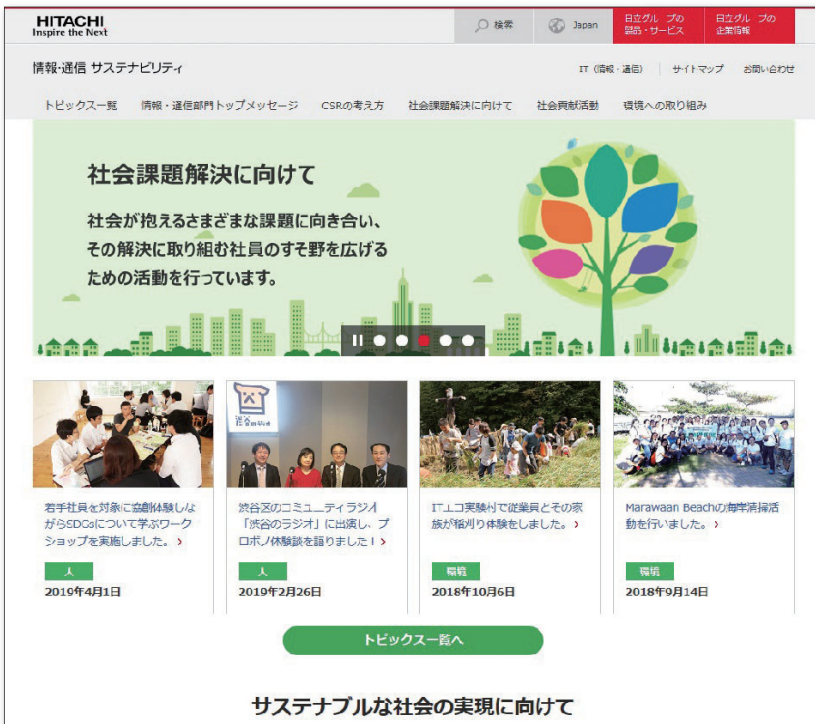 HITACHI
Inspire the Next
検索
Japan
日立グループの
製品・サービス
日立グループの
企業情報
情報・通信 サステナビリティ
IT（情報・通信）
サイトマップ
お問い合わせ
トピックス一覧
情報・通信部門トップメッセージ
CSRの考え方
社会課題解決に向けて
社会貢献活動
環境への取り組み
社会課題解決に向けて
社会が抱えるさまざまな課題に向き合い、
その解決に取り組む社員のすそ野を広げる
ための活動を行っています。
渋谷のラジオ
若手社員を対象に協創体験しな
がらSDGsについて学ぶワーク
ショップを実施しました。
人
2019年4月1日
渋谷区のコミュニティラジオ
「渋谷のラジオ」に出演し、プ
ロボノ体験談を語りました！
人
2019年2月26日
ITエコ実験村で従業員とその家
族が稲刈り体験をしました。
環境
2018年10月6日
Marawaan Beachの海岸清掃活
動を行いました。
環境
2018年9月14日
トピックス一覧へ
サステナブルな社会の実現に向けて